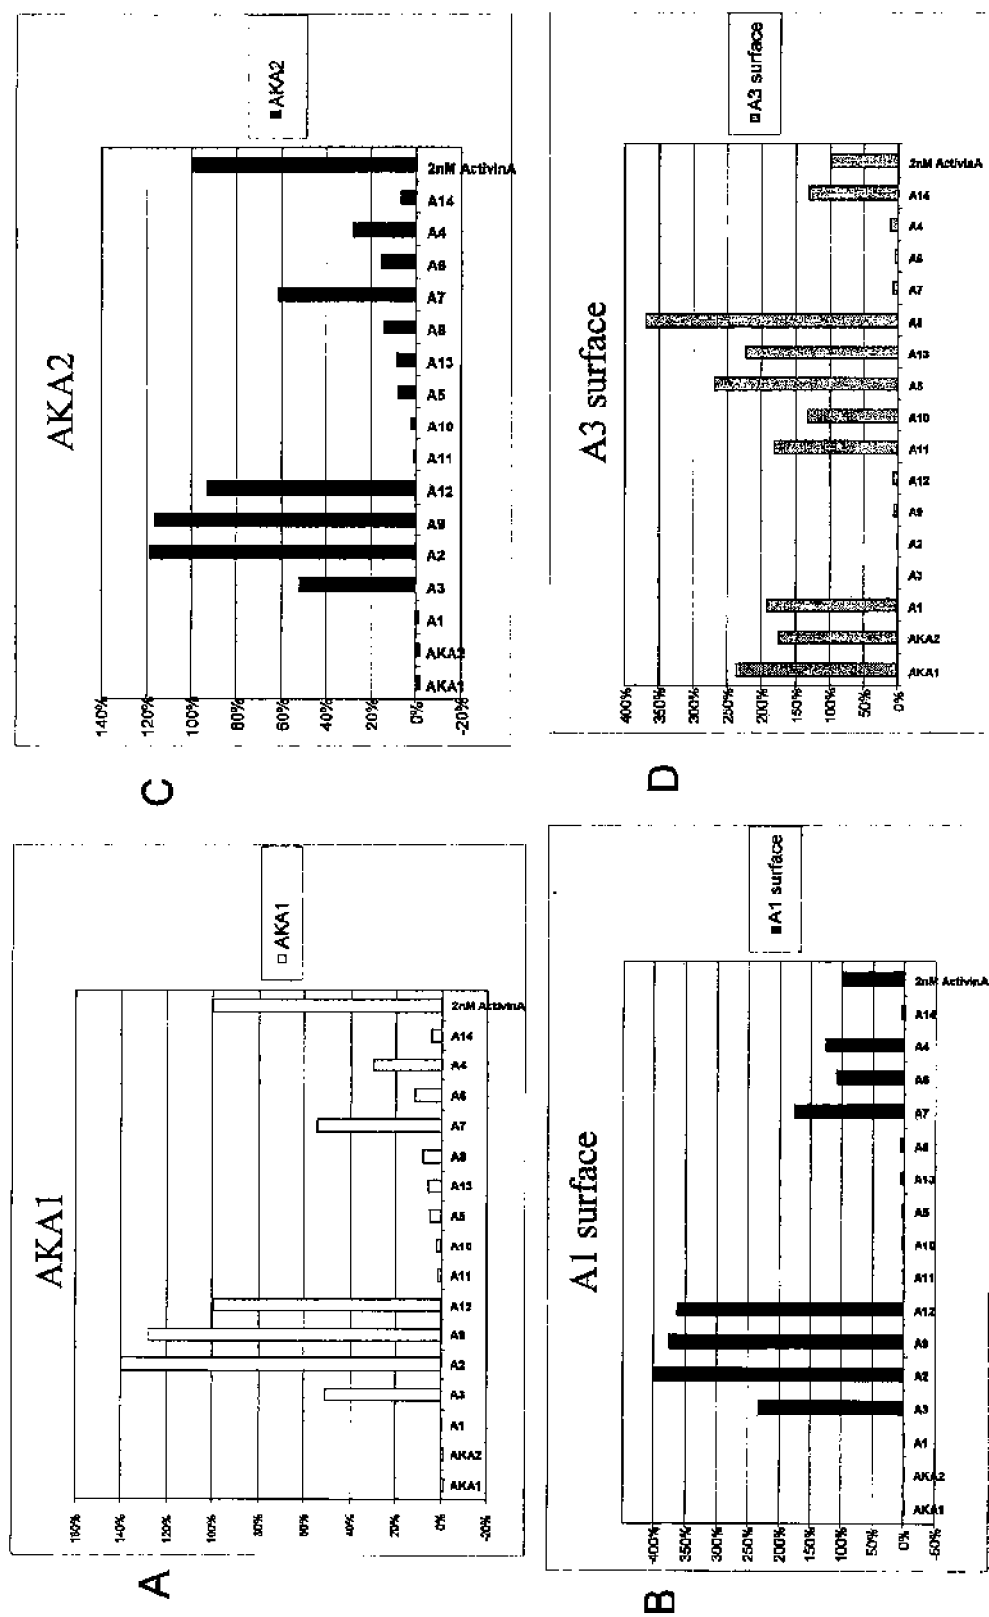 A
AKA1
160%
140%
120%
100%
80%
60%
40%
20%
0%
-20%
AKA1
AKA2
A1
A3
A2
A9
A12
A11
A10
A5
A13
A8
A7
A6
A4
A14
2nM ActivinA
AKA1
B
A1 surface
400%
350%
300%
250%
200%
150%
100%
50%
0%
-50%
AKA1
AKA2
A1
A3
A2
A9
A12
A11
A10
A5
A13
A8
A7
A6
A4
A14
2nM ActivinA
A1 surface
C
AKA2
140%
120%
100%
80%
60%
40%
20%
0%
-20%
AKA1
AKA2
A1
A3
A2
A9
A12
A11
A10
A5
A13
A8
A7
A6
A4
A14
2nM ActivinA
AKA2
D
A3 surface
400%
350%
300%
250%
200%
150%
100%
50%
0%
AKA1
AKA2
A1
A3
A2
A9
A12
A11
A10
A5
A13
A8
A7
A6
A4
A14
2nM ActivinA
A3 surface